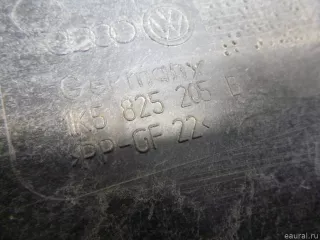 Germany
1K5 825 205 E
>PP-GF 22<
eaural.ru